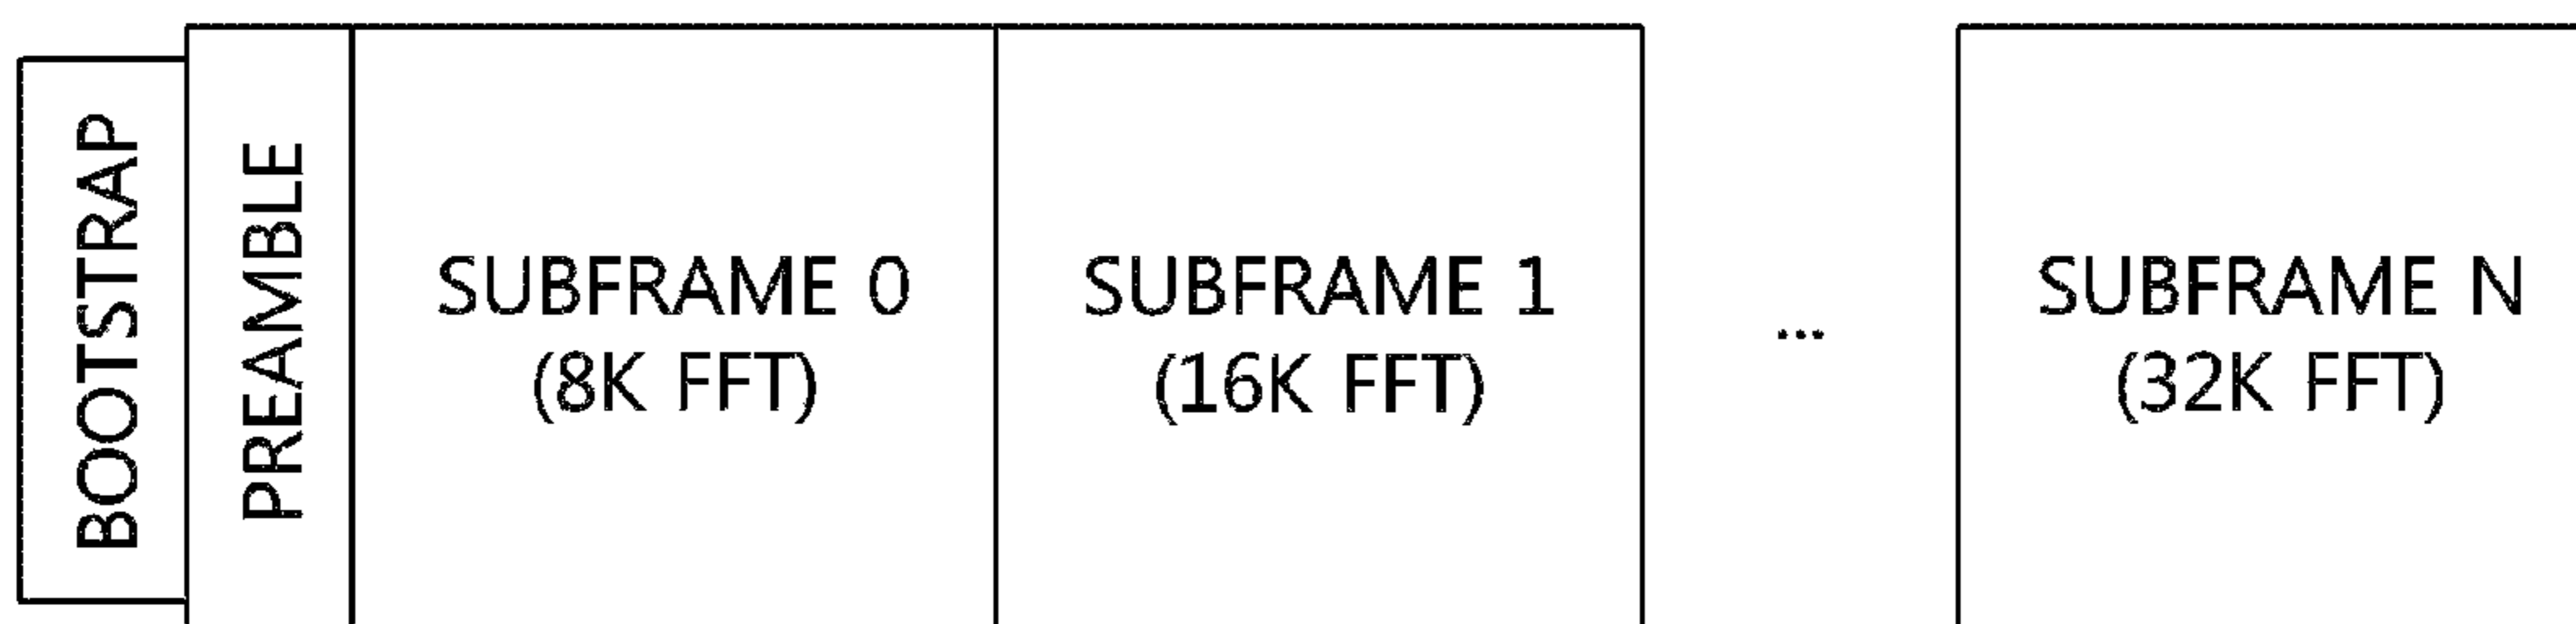 BOOTSTRAP
PREAMBLE
SUBFRAME 0
(8K FFT)
SUBFRAME 1
(16K FFT)
...
SUBFRAME N
(32K FFT)